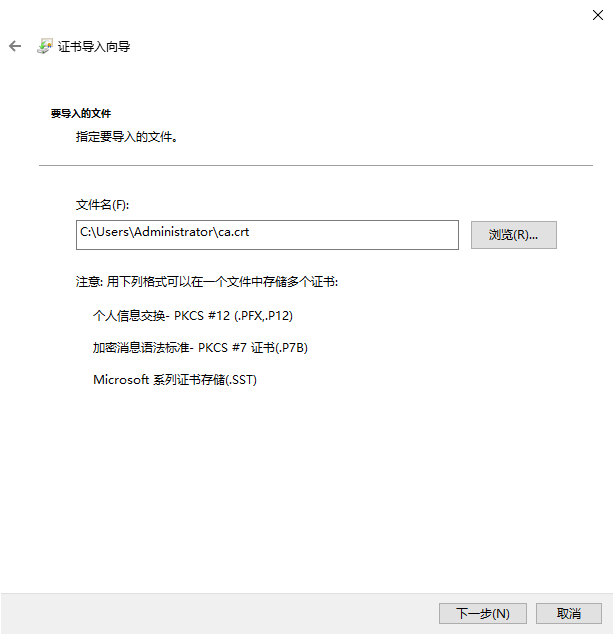 证书导入向导
要导入的文件
指定要导入的文件。
文件名(F):
C:\Users\Administrator\ca.crt
浏览(R)...
注意: 用下列格式可以在一个文件中存储多个证书:
个人信息交换- PKCS #12 (.PFX,.P12)
加密消息语法标准- PKCS #7 证书(.P7B)
Microsoft 系列证书存储(.SST)
下一步(N)
取消